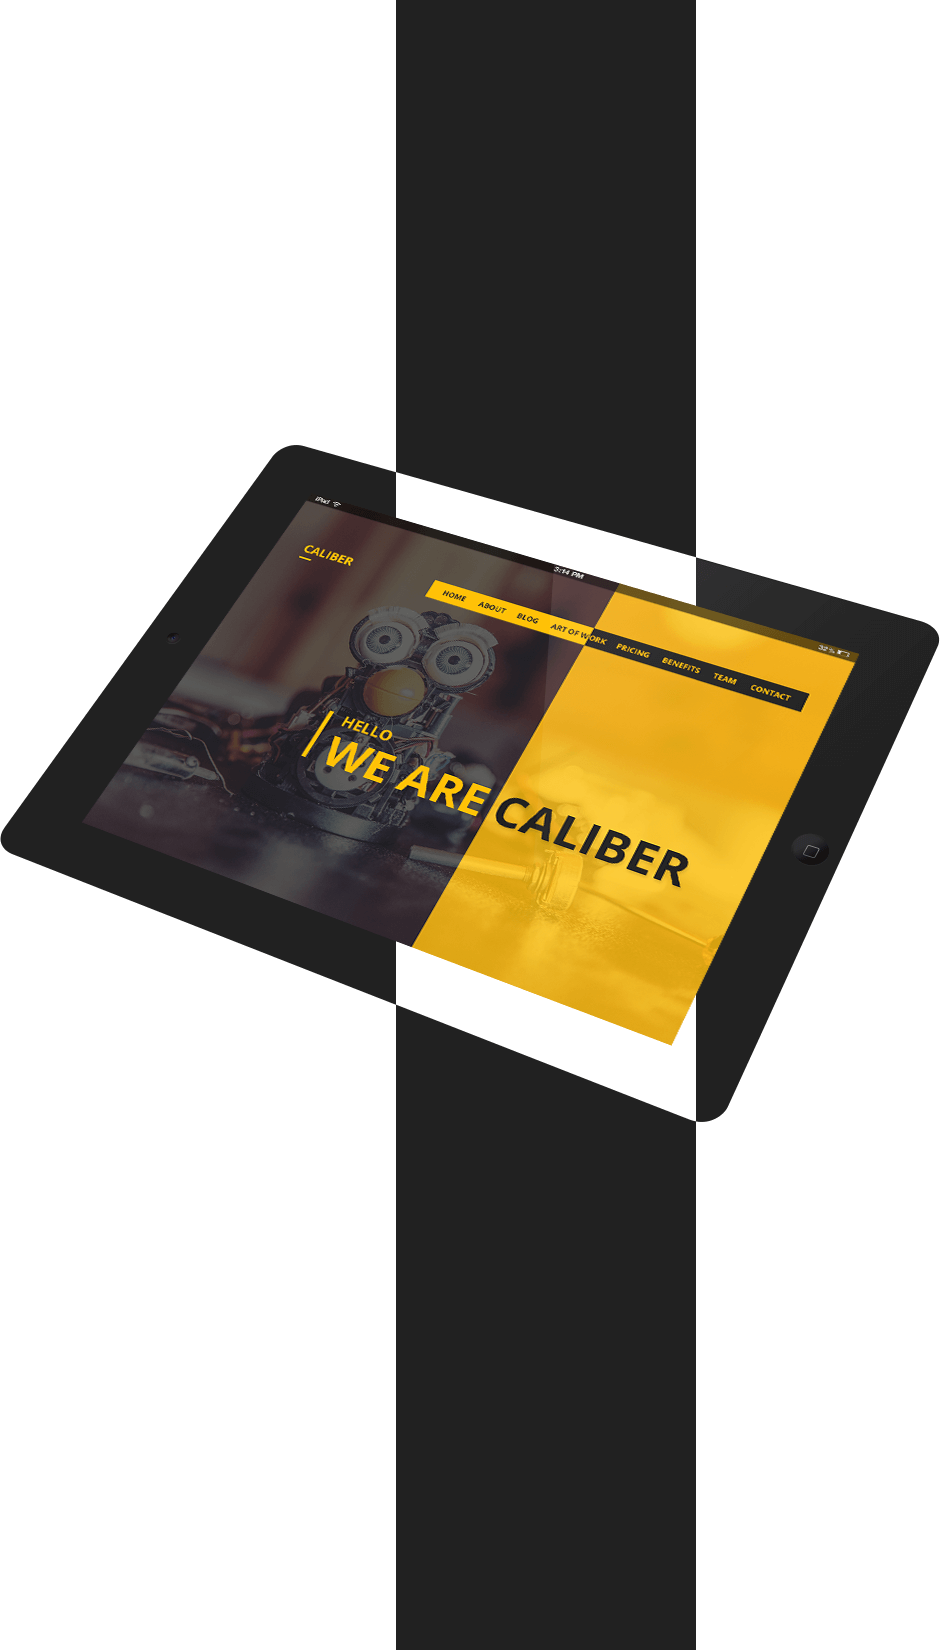 iPad
3:14 PM
32%
CALIBER
HOME ABOUT BLOG ART OF WORK PRICING BENEFITS TEAM CONTACT
HELLO
WE ARE CALIBER